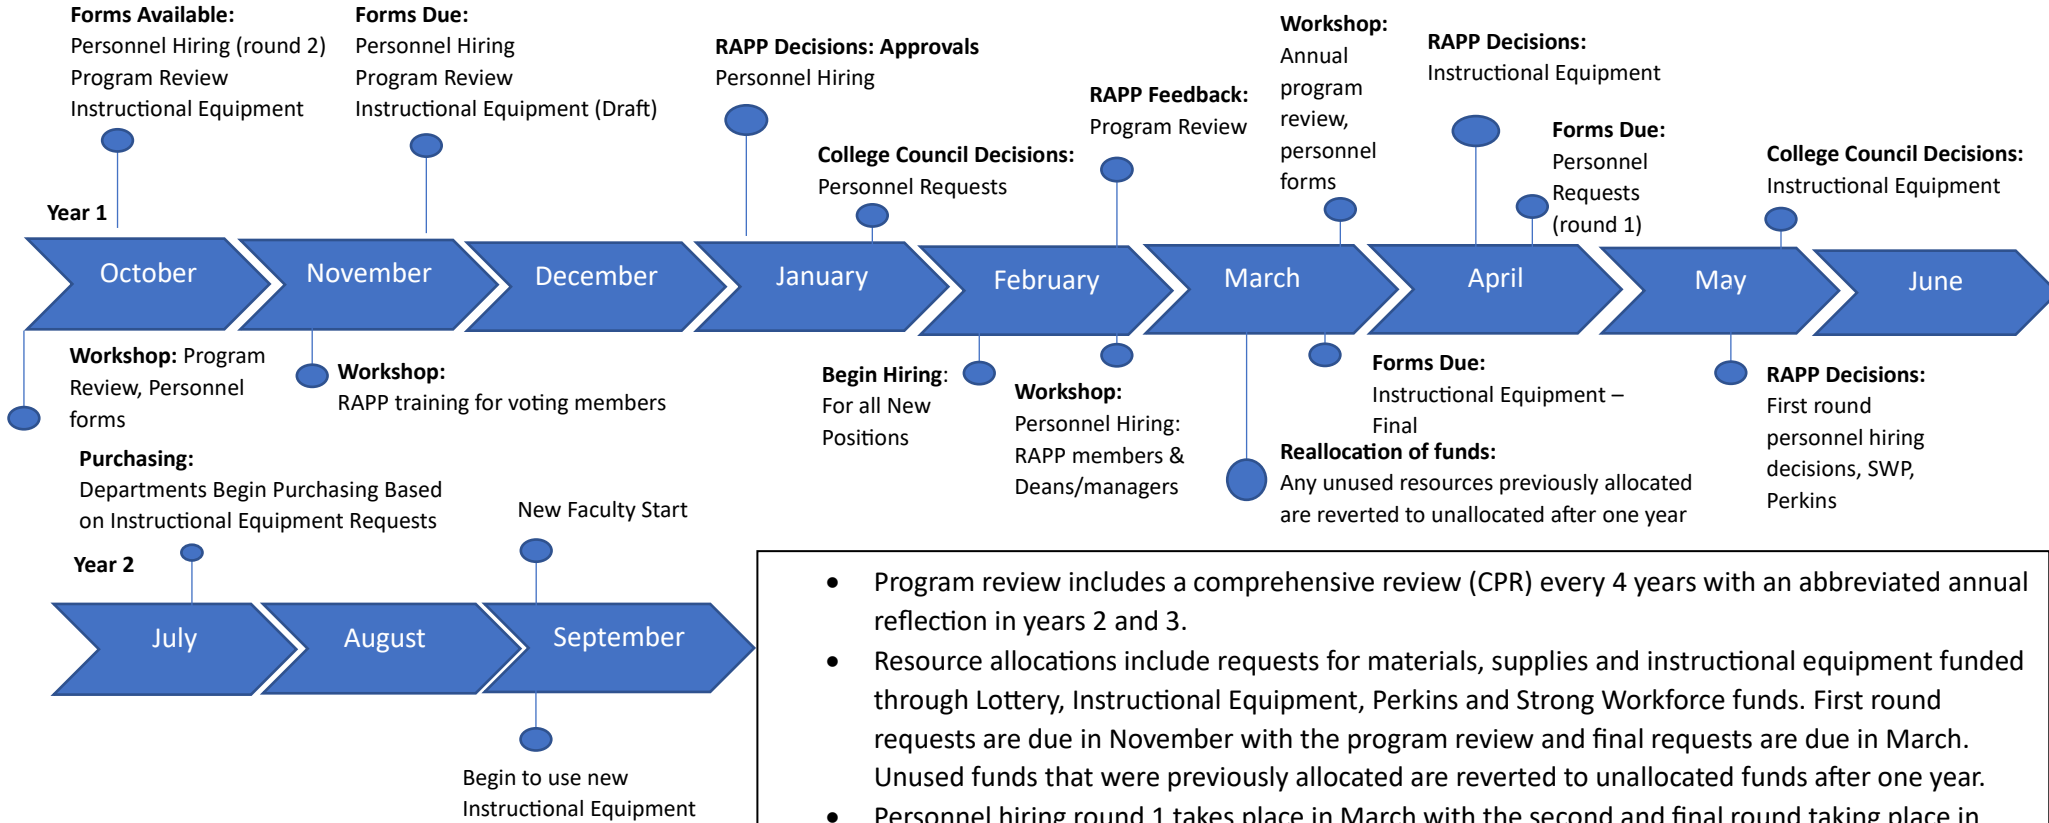 Forms Available:
Personnel Hiring (round 2)
Program Review
Instructional Equipment
Forms Due:
Personnel Hiring
Program Review
Instructional Equipment (Draft)
RAPP Decisions: Approvals
Personnel Hiring
College Council Decisions:
Personnel Requests
RAPP Feedback:
Program Review
Workshop:
Annual
program
review,
personnel
forms
RAPP Decisions:
Instructional Equipment
Forms Due:
Personnel
Requests
(round 1)
College Council Decisions:
Instructional Equipment
Year 1
October
November
December
January
February
March
April
May
June
Workshop: Program
Review, Personnel
forms
Workshop:
RAPP training for voting members
Begin Hiring:
For all New
Positions
Workshop:
Personnel Hiring:
RAPP members &
Deans/managers
Forms Due:
Instructional Equipment –
Final
Reallocation of funds:
Any unused resources previously allocated
are reverted to unallocated after one year
RAPP Decisions:
First round
personnel hiring
decisions, SWP,
Perkins
Purchasing:
Departments Begin Purchasing Based
on Instructional Equipment Requests
New Faculty Start
Year 2
July
August
September
Begin to use new
Instructional Equipment
• Program review includes a comprehensive review (CPR) every 4 years with an abbreviated annual
reflection in years 2 and 3.
• Resource allocations include requests for materials, supplies and instructional equipment funded
through Lottery, Instructional Equipment, Perkins and Strong Workforce funds. First round
requests are due in November with the program review and final requests are due in March.
Unused funds that were previously allocated are reverted to unallocated funds after one year.
• Personnel hiring round 1 takes place in March with the second and final round taking place in